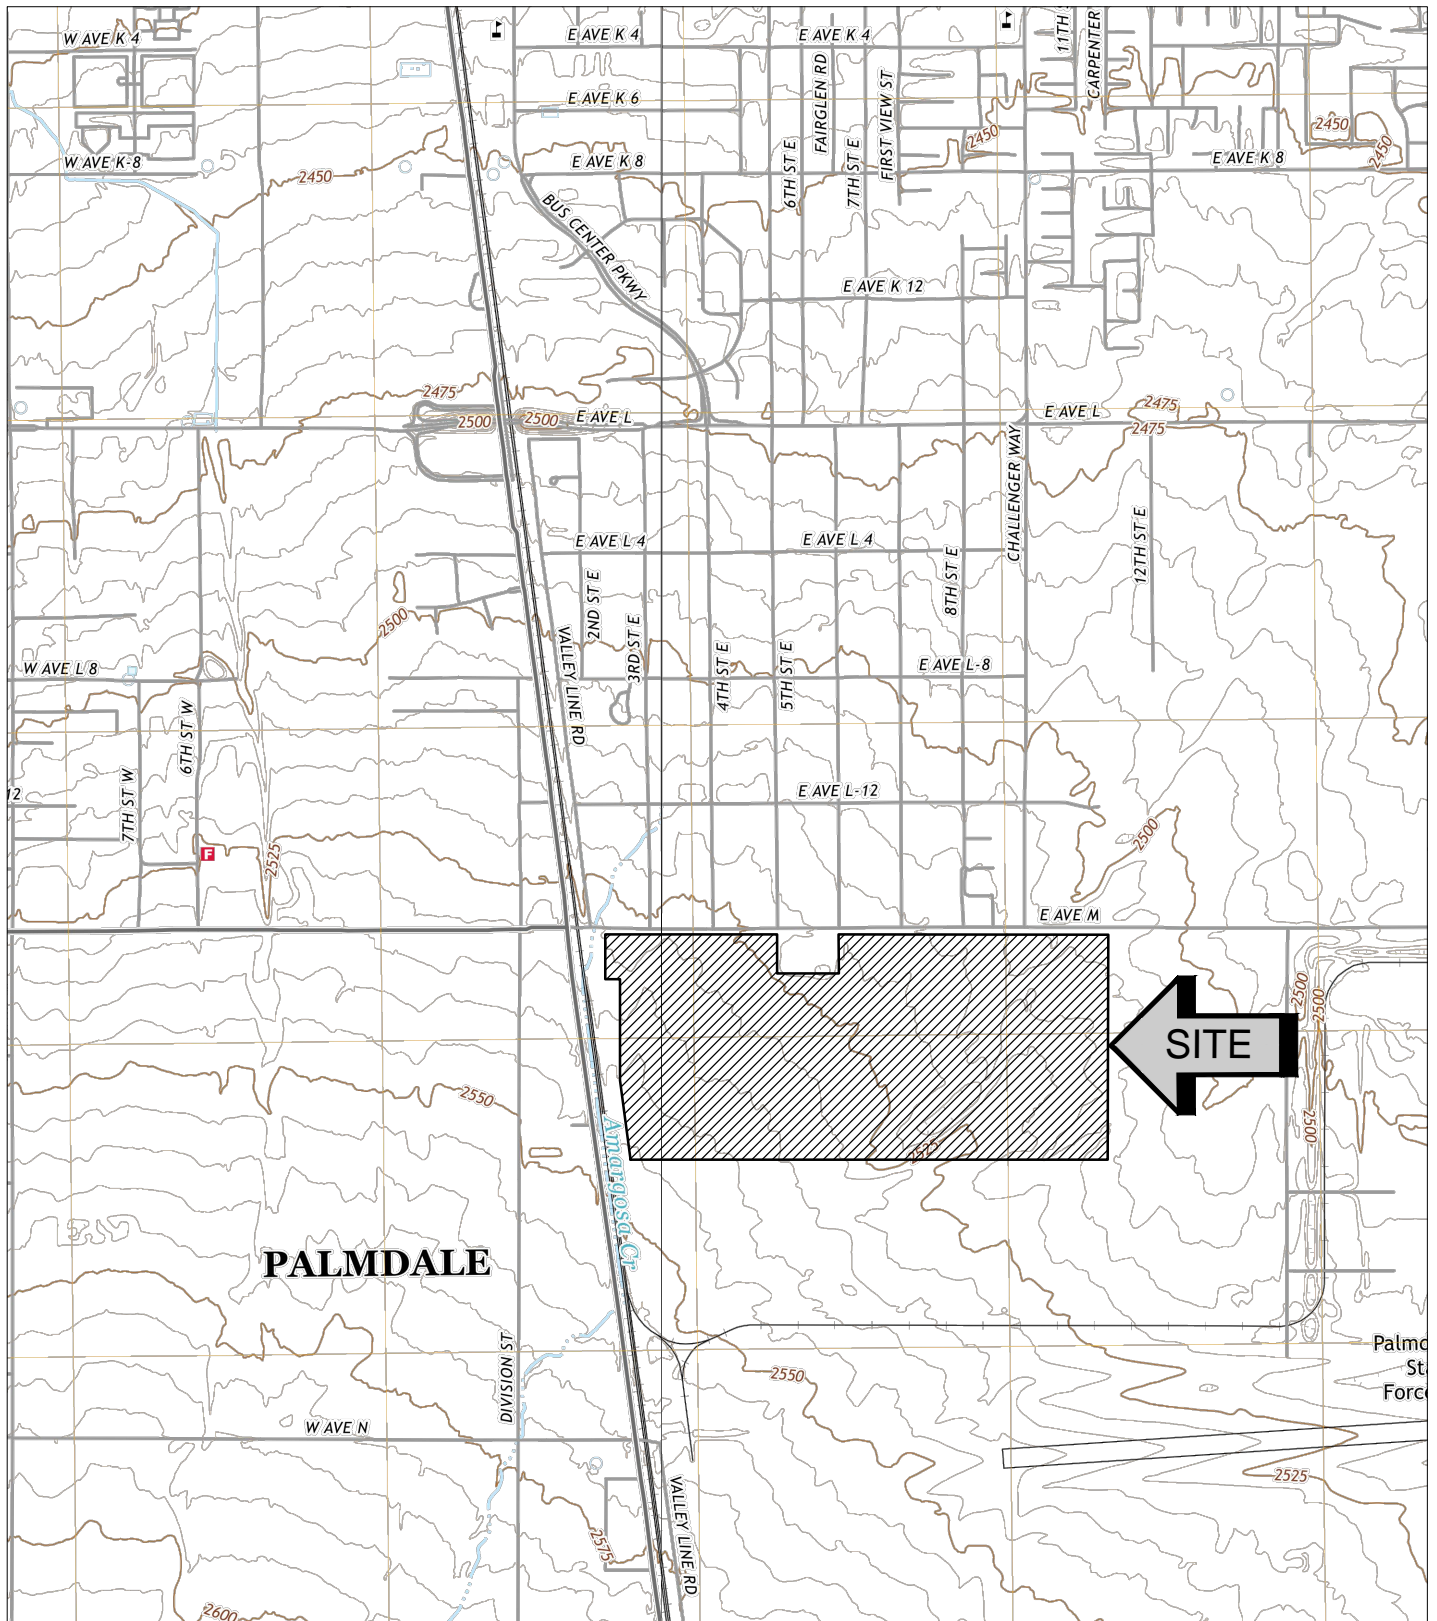 W AVE K 4
E AVE K 4
E AVE K 4
11TH
CARPENTER
FAIRGLEN RD
FIRST VIEW ST
E AVE K 6
2450
2450
2450
W AVE K-8
E AVE K 8
E AVE K 8
6TH ST E
7TH ST E
2450
BUS CENTER PKWY
E AVE K 12
2475
2500
2500
E AVE L
E AVE L
2475
2475
CHALLENGER WAY
E AVE L 4
E AVE L 4
12TH ST E
8TH ST E
2ND ST E
3RD ST E
2500
VALLEY LINE RD
W AVE L 8
E AVE L-8
4TH ST E
5TH ST E
6TH ST W
7TH ST W
12
E AVE L-12
2500
F
2525
E AVE M
2500
2500
SITE
2550
2500
2525
Amargosa Cr
PALMDALE
DIVISION ST
2550
Palmd
Sta
Force
W AVE N
2525
VALLEY LINE RD
2575
2600